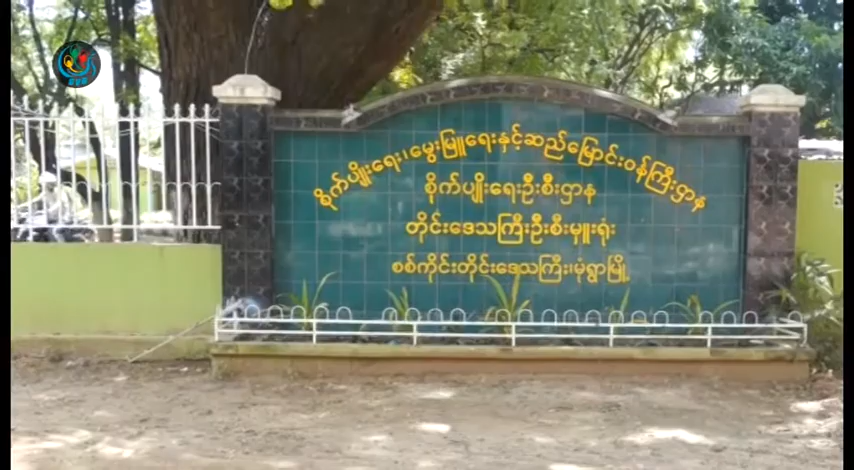 စိုက်ပျိုးရေး၊မွေးမြူရေးနှင့်ဆည်မြောင်းဝန်ကြီးဌာန
စိုက်ပျိုးရေးဦးစီးဌာန
တိုင်းဒေသကြီးဦးစီးမှူးရုံး
စစ်ကိုင်းတိုင်းဒေသကြီး၊မုံရွာမြို့